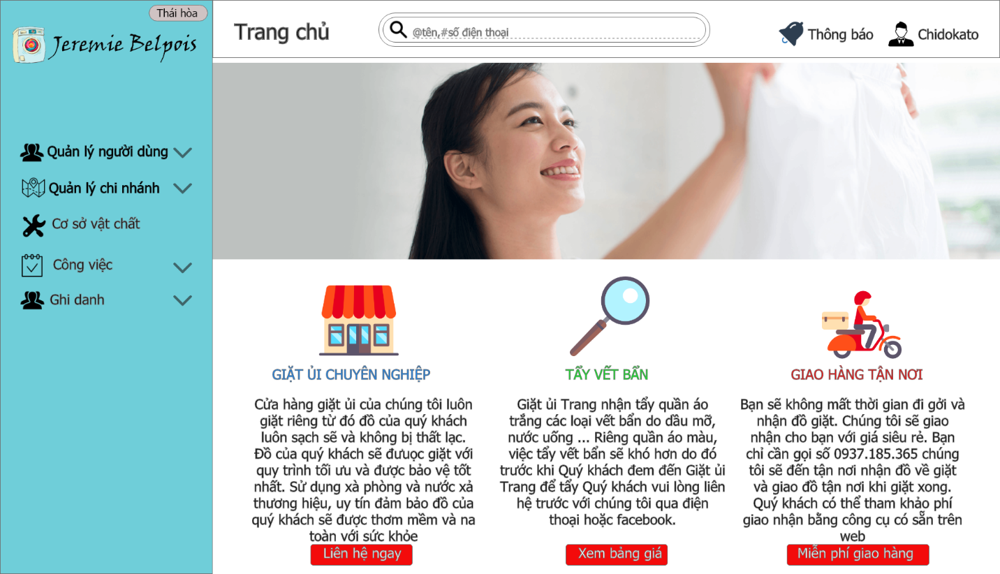 Thái hòa
Jeremie Belpois
Trang chủ
@tên,#số điện thoại
Thông báo
Chidokato
Quản lý người dùng
Quản lý chi nhánh
Cơ sở vật chất
Công việc
Ghi danh
GIẶT ỦI CHUYÊN NGHIỆP
Cửa hàng giặt ủi của chúng tôi luôn
giặt riêng từ đó đồ của quý khách
luôn sạch sẽ và không bị thất lạc.
Đồ của quý khách sẽ đưuọc giặt với
quy trình tối ưu và được bảo vệ tốt
nhất. Sử dụng xà phòng và nước xả
thương hiệu, uy tín đảm bảo đồ của
quý khách sẽ được thơm mềm và na
toàn với sức khỏe
Liên hệ ngay
TẨY VẾT BẨN
Giặt ủi Trang nhận tẩy quần áo
trắng các loại vết bẩn do dầu mỡ,
nước uống ... Riêng quần áo màu,
việc tẩy vết bẩn sẽ khó hơn do đó
trước khi Quý khách đem đến Giặt ủi
Trang để tẩy Quý khách vui lòng liên
hệ trước với chúng tôi qua điện
thoại hoặc facebook.
Xem bảng giá
GIAO HÀNG TẬN NƠI
Bạn sẽ không mất thời gian đi gởi và
nhận đồ giặt. Chúng tôi sẽ giao
nhận cho bạn với giá siêu rẻ. Bạn
chỉ cần gọi số 0937.185.365 chúng
tôi sẽ đến tận nơi nhận đồ về giặt
và giao đồ tận nơi khi giặt xong.
Quý khách có thể tham khảo phí
giao nhận bằng công cụ có sẵn trên
web
Miễn phí giao hàng